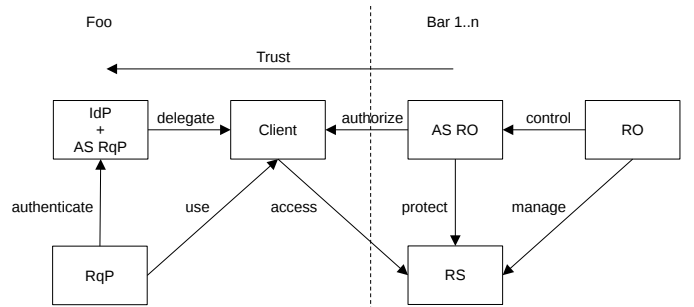 Foo
Bar 1..n
Trust
IdP
+
AS RqP
delegate
Client
authorize
AS RO
control
RO
authenticate
use
access
protect
manage
RqP
RS